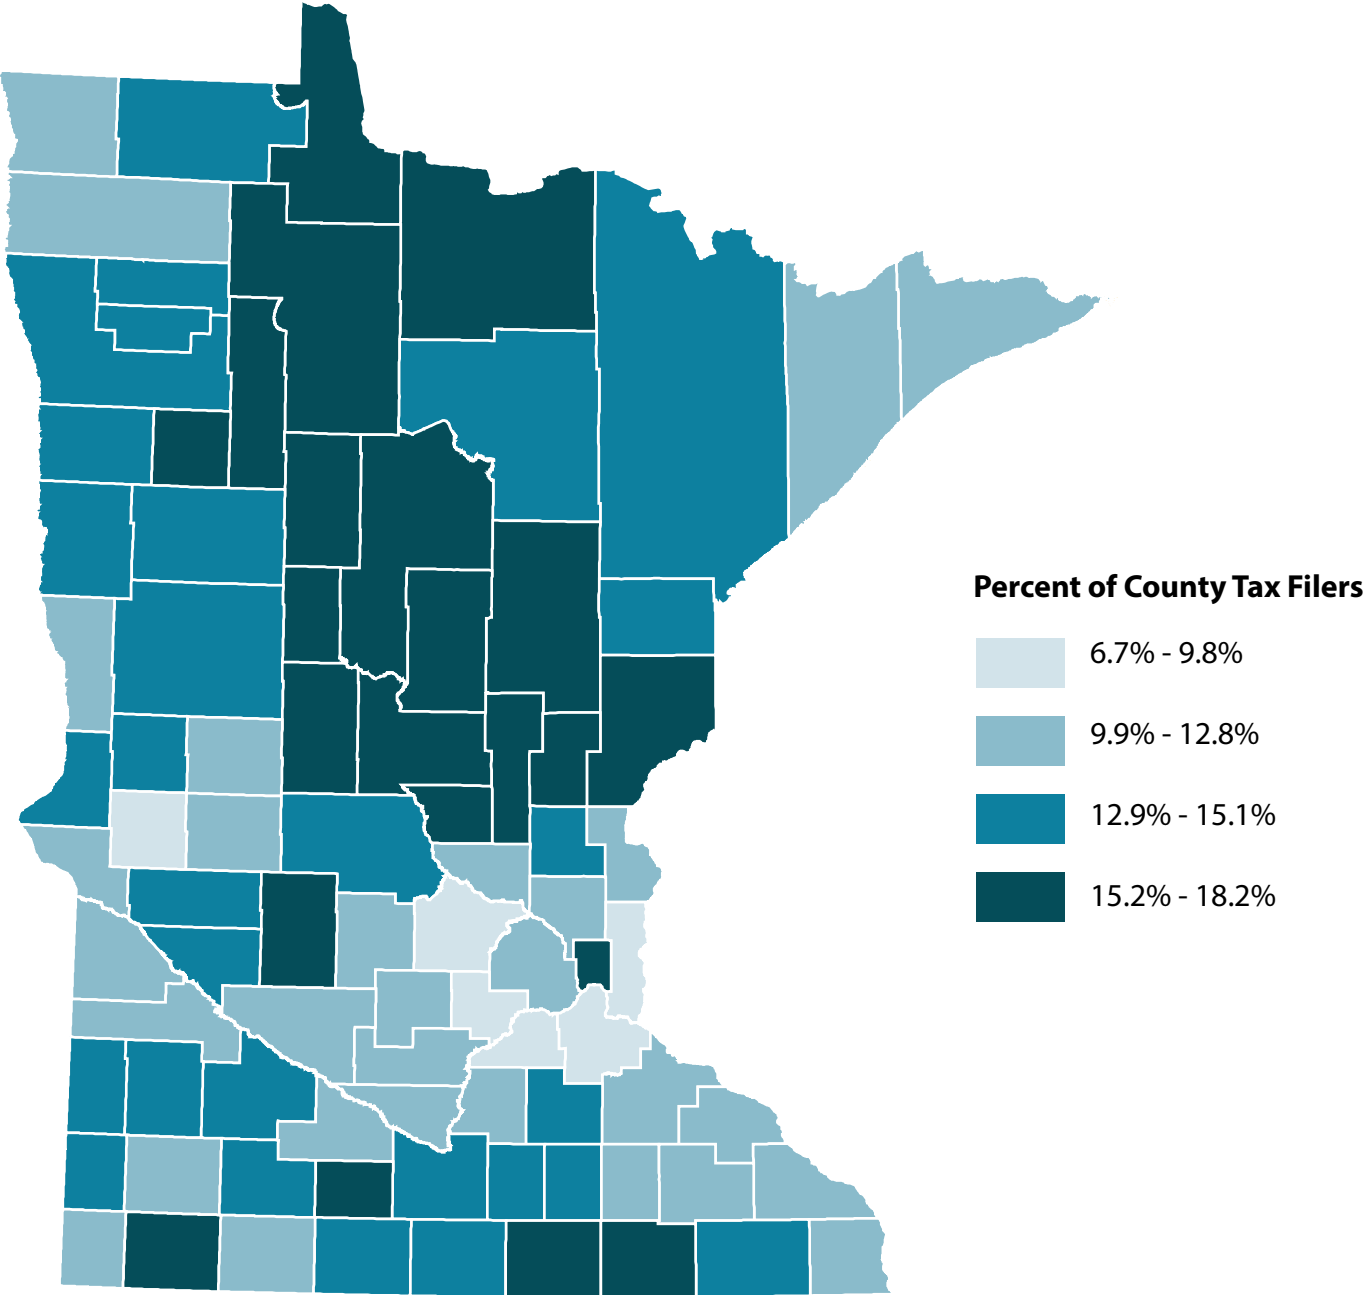 Percent of County Tax Filers
6.7% - 9.8%
9.9% - 12.8%
12.9% - 15.1%
15.2% - 18.2%